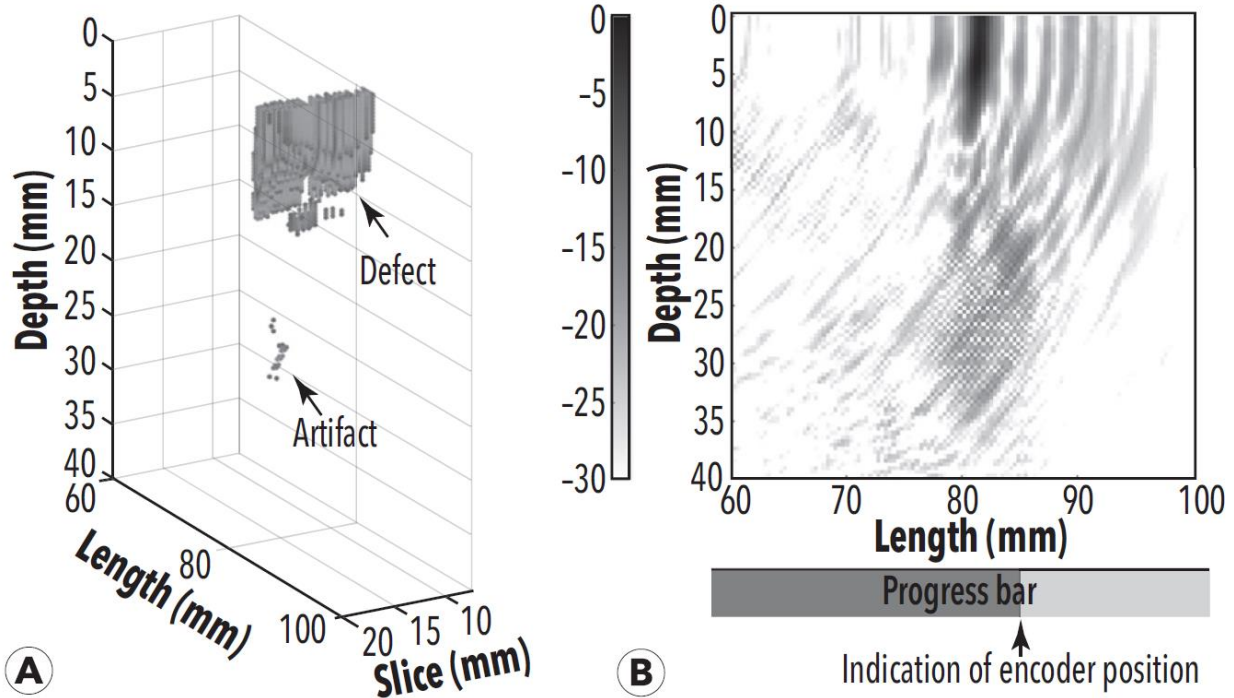 0
5
10
15
20
25
30
35
40
Depth (mm)
60
80
100
Length (mm)
20 15 10
Slice (mm)
Defect
Artifact
A
0
–5
–10
–15
–20
–25
–30
0
5
10
15
20
25
30
35
40
Depth (mm)
60 70 80 90 100
Length (mm)
Progress bar
Indication of encoder position
B